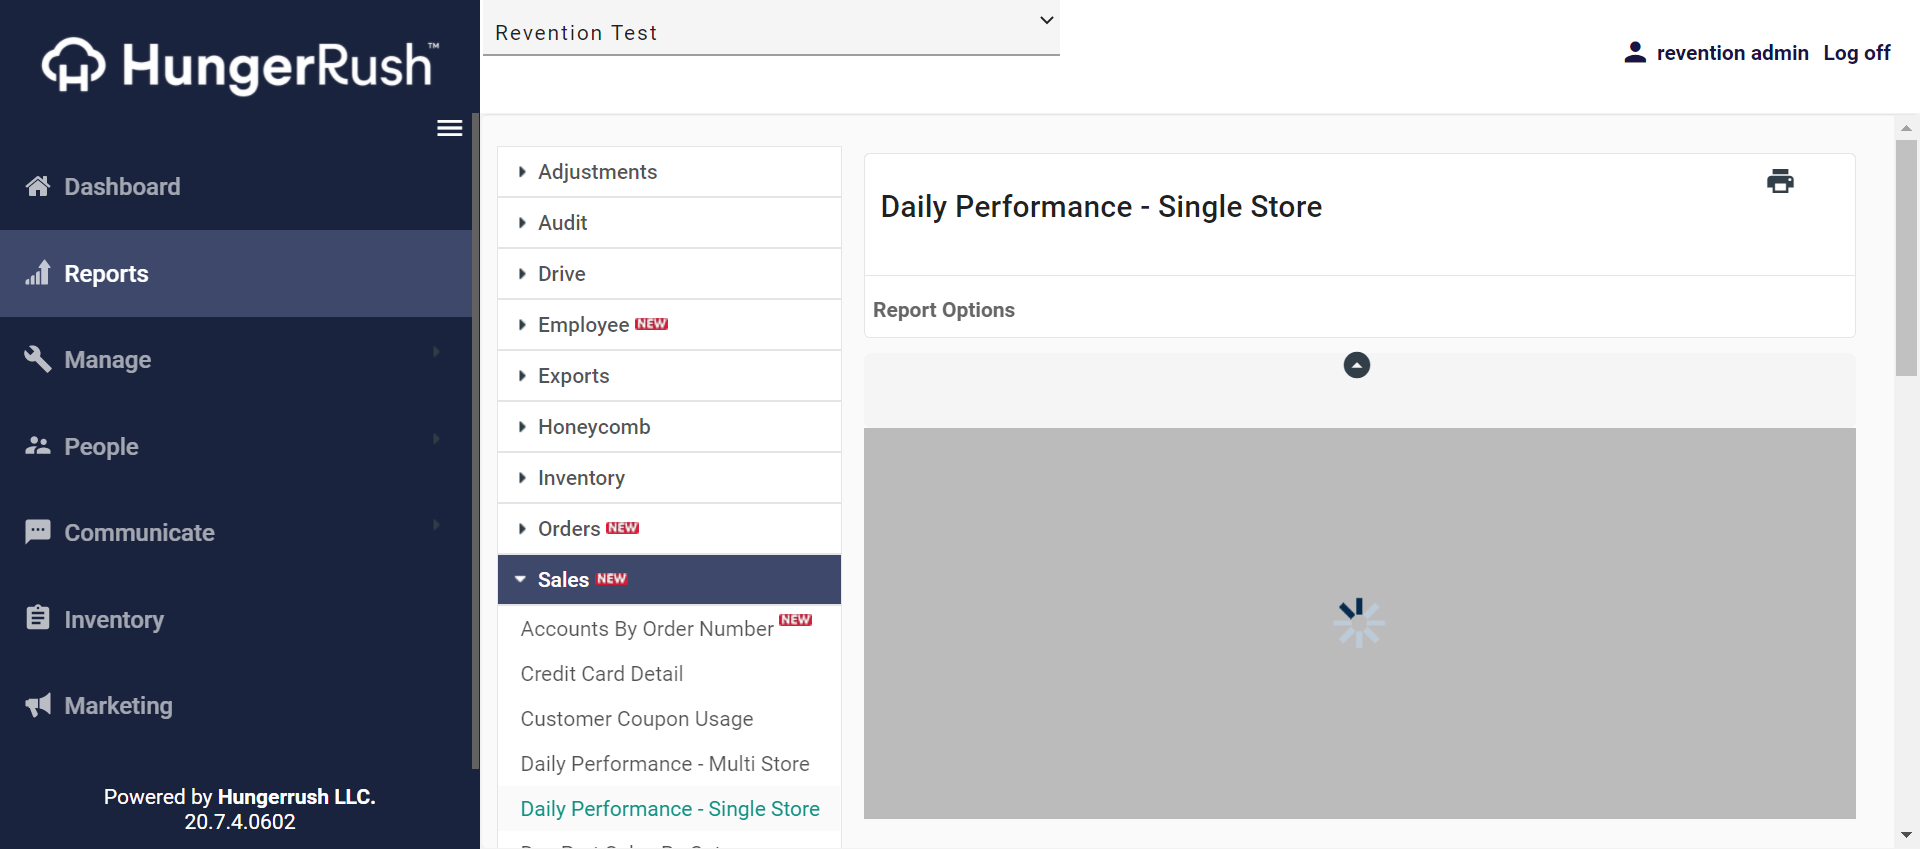 HungerRush™
Revention Test
revention admin Log off
Dashboard
Reports
Manage
People
Communicate
Inventory
Marketing
Powered by Hungerrush LLC.
20.7.4.0602
Adjustments
Audit
Drive
Employee NEW
Exports
Honeycomb
Inventory
Orders NEW
Sales NEW
Accounts By Order Number NEW
Credit Card Detail
Customer Coupon Usage
Daily Performance - Multi Store
Daily Performance - Single Store
Daily Performance - Single Store
Report Options